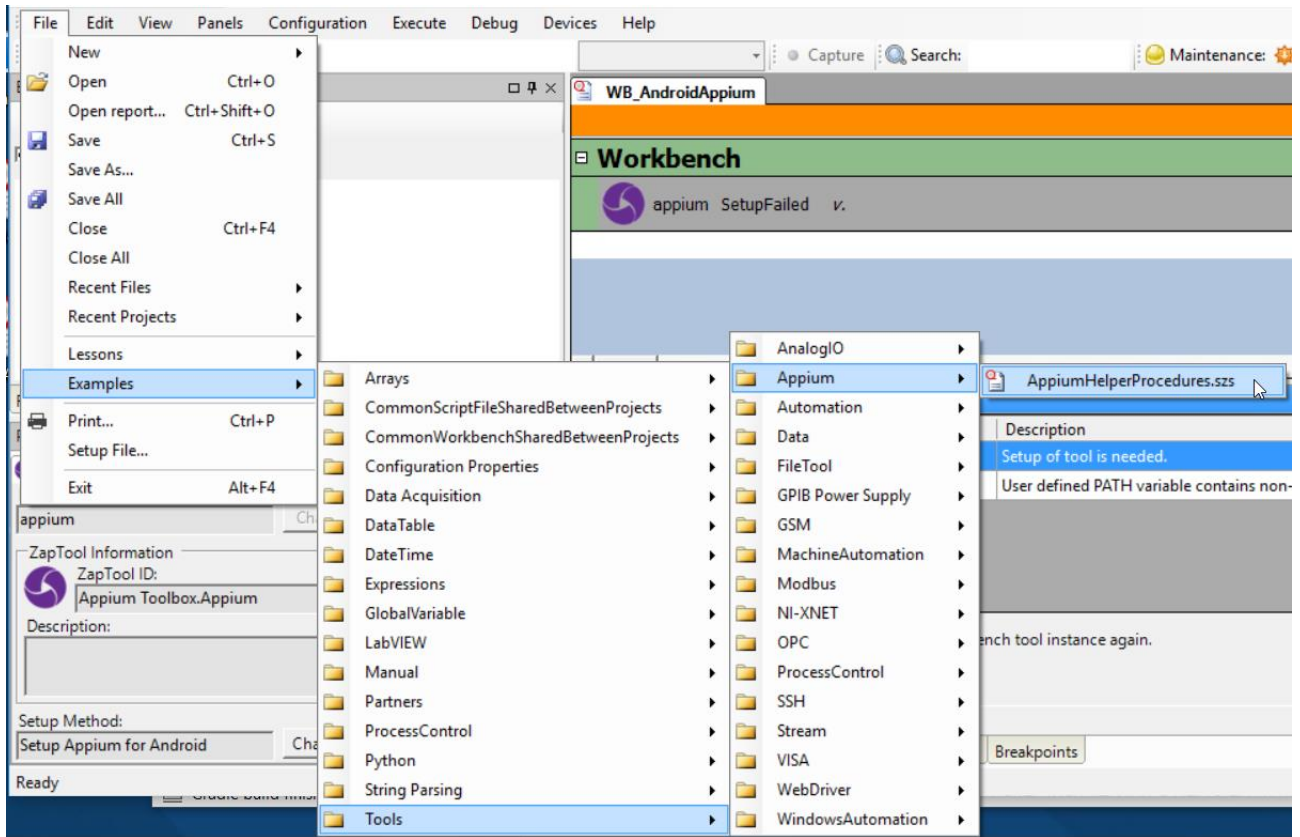 File Edit View Panels Configuration Execute Debug Devices Help
Capture Search: Maintenance:
New
Open Ctrl+O
Open report... Ctrl+Shift+O
Save Ctrl+S
Save As...
Save All
Close Ctrl+F4
Close All
Recent Files
Recent Projects
Lessons
Examples
Print... Ctrl+P
Setup File...
Exit Alt+F4
WB_AndroidAppium
Workbench
appium SetupFailed v.
Arrays
CommonScriptFileSharedBetweenProjects
CommonWorkbenchSharedBetweenProjects
Configuration Properties
Data Acquisition
DataTable
DateTime
Expressions
GlobalVariable
LabVIEW
Manual
Partners
ProcessControl
Python
String Parsing
Tools
AnalogIO
Appium
Automation
Data
FileTool
GPIB Power Supply
GSM
MachineAutomation
Modbus
NI-XNET
OPC
ProcessControl
SSH
Stream
VISA
WebDriver
WindowsAutomation
AppiumHelperProcedures.szs
Description
Setup of tool is needed.
User defined PATH variable contains non-
ench tool instance again.
Breakpoints
appium Ch
ZapTool Information
ZapTool ID:
Appium Toolbox.Appium
Description:
Setup Method:
Setup Appium for Android Cha
Ready